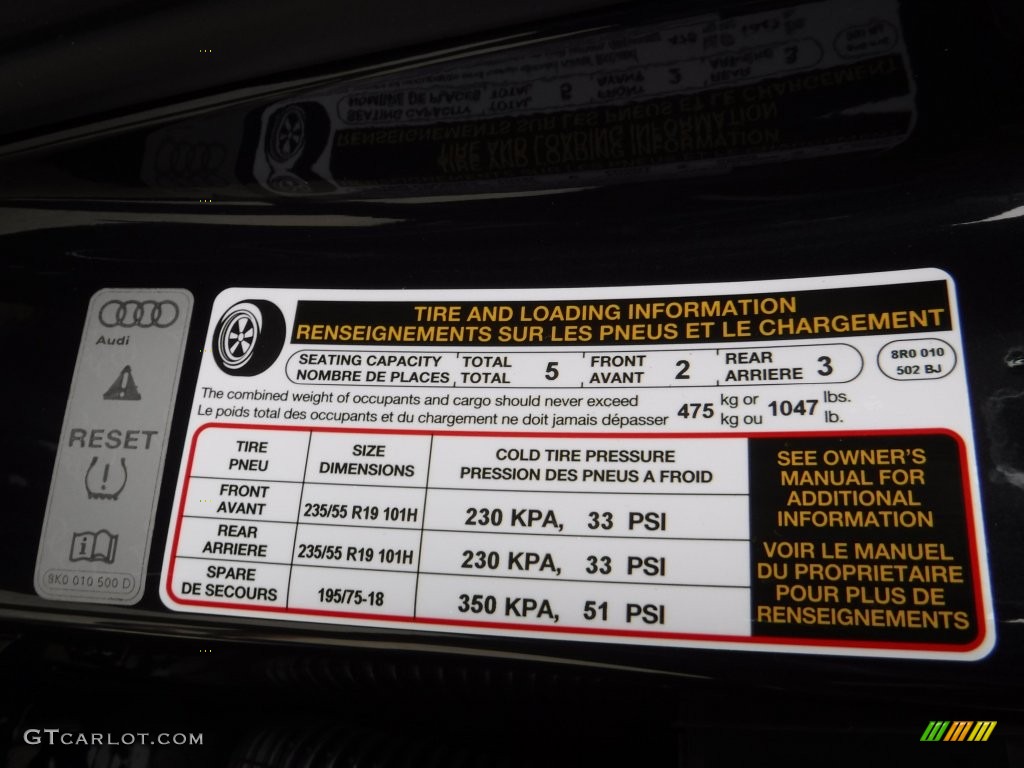 TIRE AND LOADING INFORMATION
RENSEIGNEMENTS SUR LES PNEUS ET LE CHARGEMENT
SEATING CAPACITY TOTAL 5 FRONT 2 REAR 3
NOMBRE DE PLACES TOTAL AVANT ARRIERE
8R0 010
502 BJ
The combined weight of occupants and cargo should never exceed 475 kg or 1047 lbs.
Le poids total des occupants et du chargement ne doit jamais dépasser kg ou lb.
TIRE SIZE COLD TIRE PRESSURE
PNEU DIMENSIONS PRESSION DES PNEUS A FROID
FRONT
AVANT 235/55 R19 101H 230 KPA, 33 PSI
REAR
ARRIERE 235/55 R19 101H 230 KPA, 33 PSI
SPARE
DE SECOURS 195/75-18 350 KPA, 51 PSI
SEE OWNER'S
MANUAL FOR
ADDITIONAL
INFORMATION
VOIR LE MANUEL
DU PROPRIETAIRE
POUR PLUS DE
RENSEIGNEMENTS
Audi
RESET
8K0 010 500 D
GTCARLOT.COM